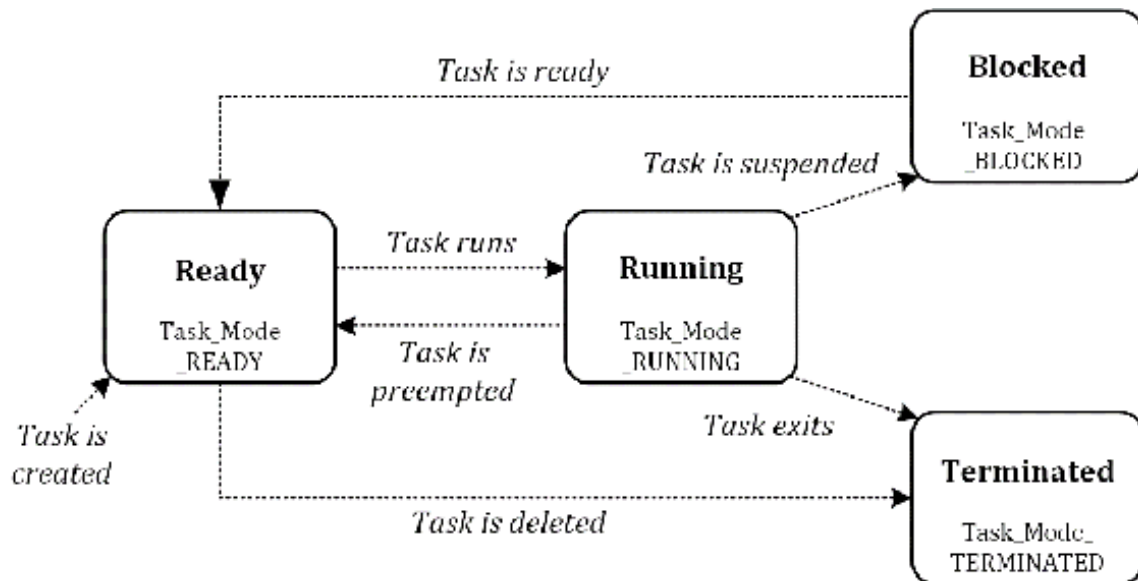 Task is ready
Blocked
Task_Mode
_BLOCKED
Task is suspended
Ready
Task_Mode
_READY
Task runs
Running
Task_Mode
_RUNNING
Task is
preempted
Task is
created
Task exits
Task is deleted
Terminated
Task_Mode_
TERMINATED